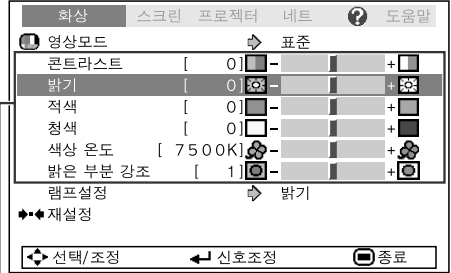 화상 스크린 프로젝터 네트 ? 도움말
영상모드 표준
콘트라스트 [ 0] - +
밝기 [ 0] - +
적색 [ 0] - +
청색 [ 0] - +
색상 온도 [ 7500K] - +
밝은 부분 강조 [ 1] - +
램프설정 밝기
재설정
선택/조정 신호조정 종료